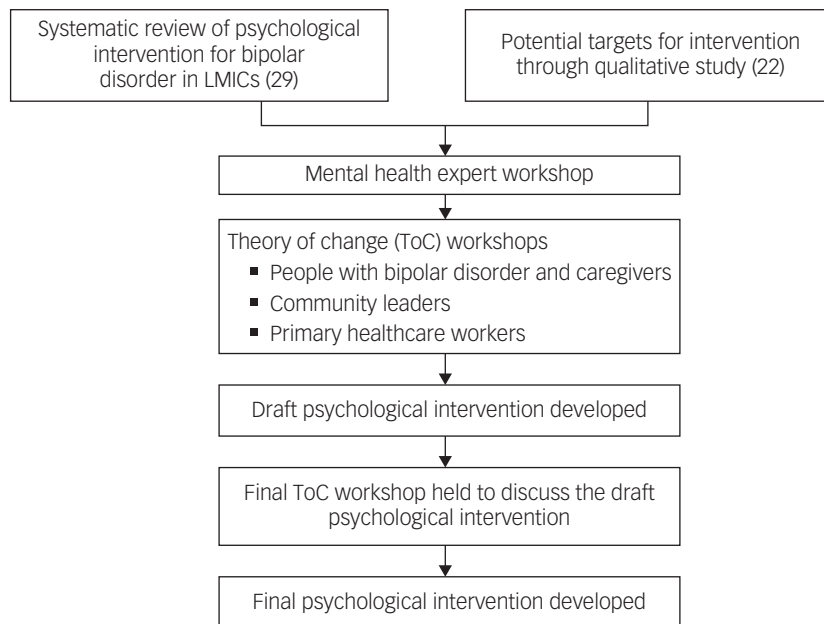 Systematic review of psychological
intervention for bipolar
disorder in LMICs (29)
Potential targets for intervention
through qualitative study (22)
Mental health expert workshop
Theory of change (ToC) workshops
▪ People with bipolar disorder and caregivers
▪ Community leaders
▪ Primary healthcare workers
Draft psychological intervention developed
Final ToC workshop held to discuss the draft
psychological intervention
Final psychological intervention developed